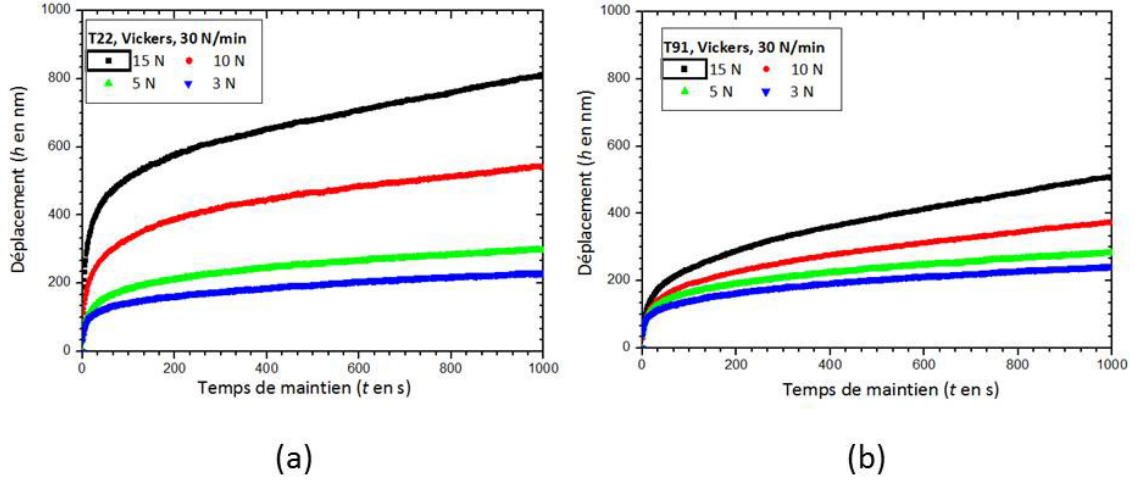 T22, Vickers, 30 N/min
15 N 10 N
5 N 3 N
1000
800
600
400
200
0
Déplacement (h en nm)
0 200 400 600 800 1000
Temps de maintien (t en s)
(a)
T91, Vickers, 30 N/min
15 N 10 N
5 N 3 N
1000
800
600
400
200
0
Déplacement (h en nm)
0 200 400 600 800 1000
Temps de maintien (t en s)
(b)